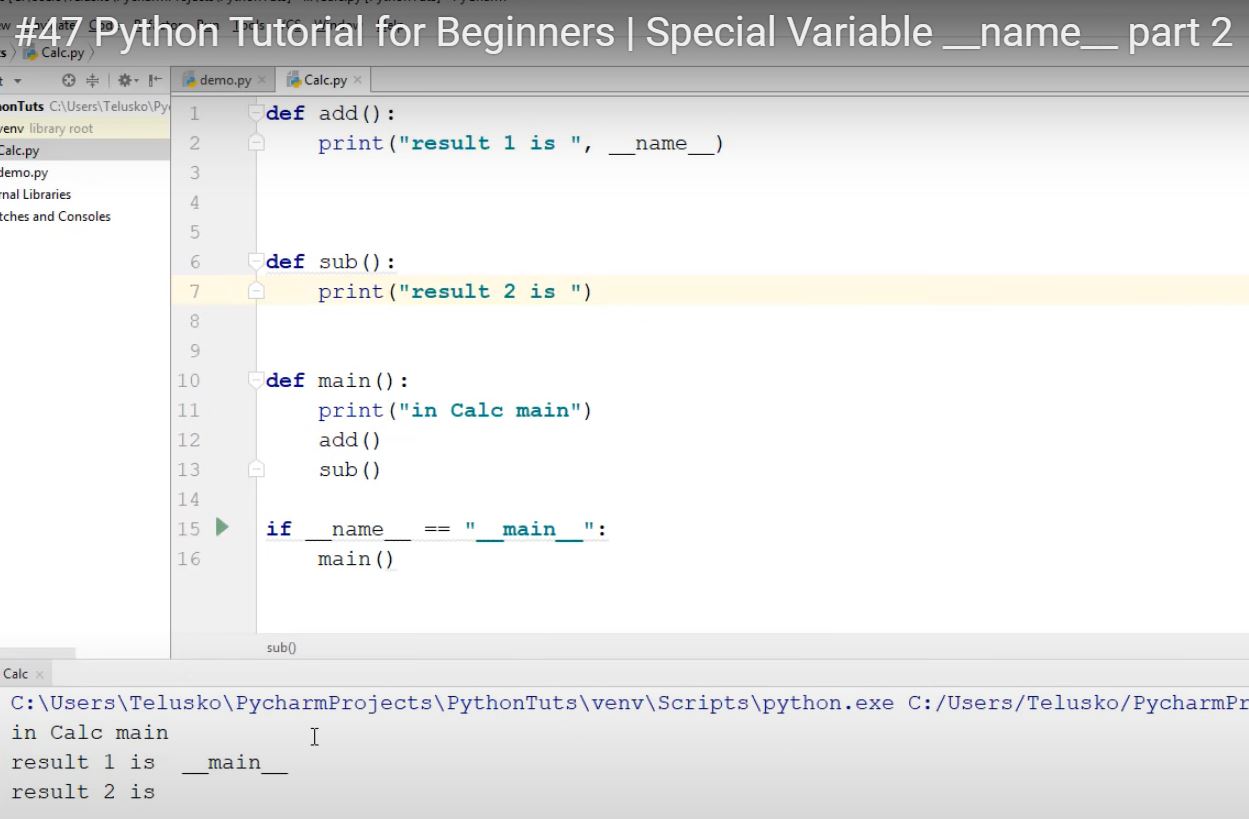 #47 Python Tutorial for Beginners | Special Variable __name__ part 2
Calc.py
demo.py
Calc.py
onTuts C:\Users\Telusko\Py
venv library root
Calc.py
demo.py
nal Libraries
tches and Consoles
1 def add():
2 print("result 1 is ", __name__)
3
4
5
6 def sub():
7 print("result 2 is ")
8
9
10 def main():
11 print("in Calc main")
12 add()
13 sub()
14
15 if __name__ == "__main__":
16 main()
sub()
Calc
C:\Users\Telusko\PycharmProjects\PythonTuts\venv\Scripts\python.exe C:/Users/Telusko/PycharmPr
in Calc main
result 1 is  __main__
result 2 is